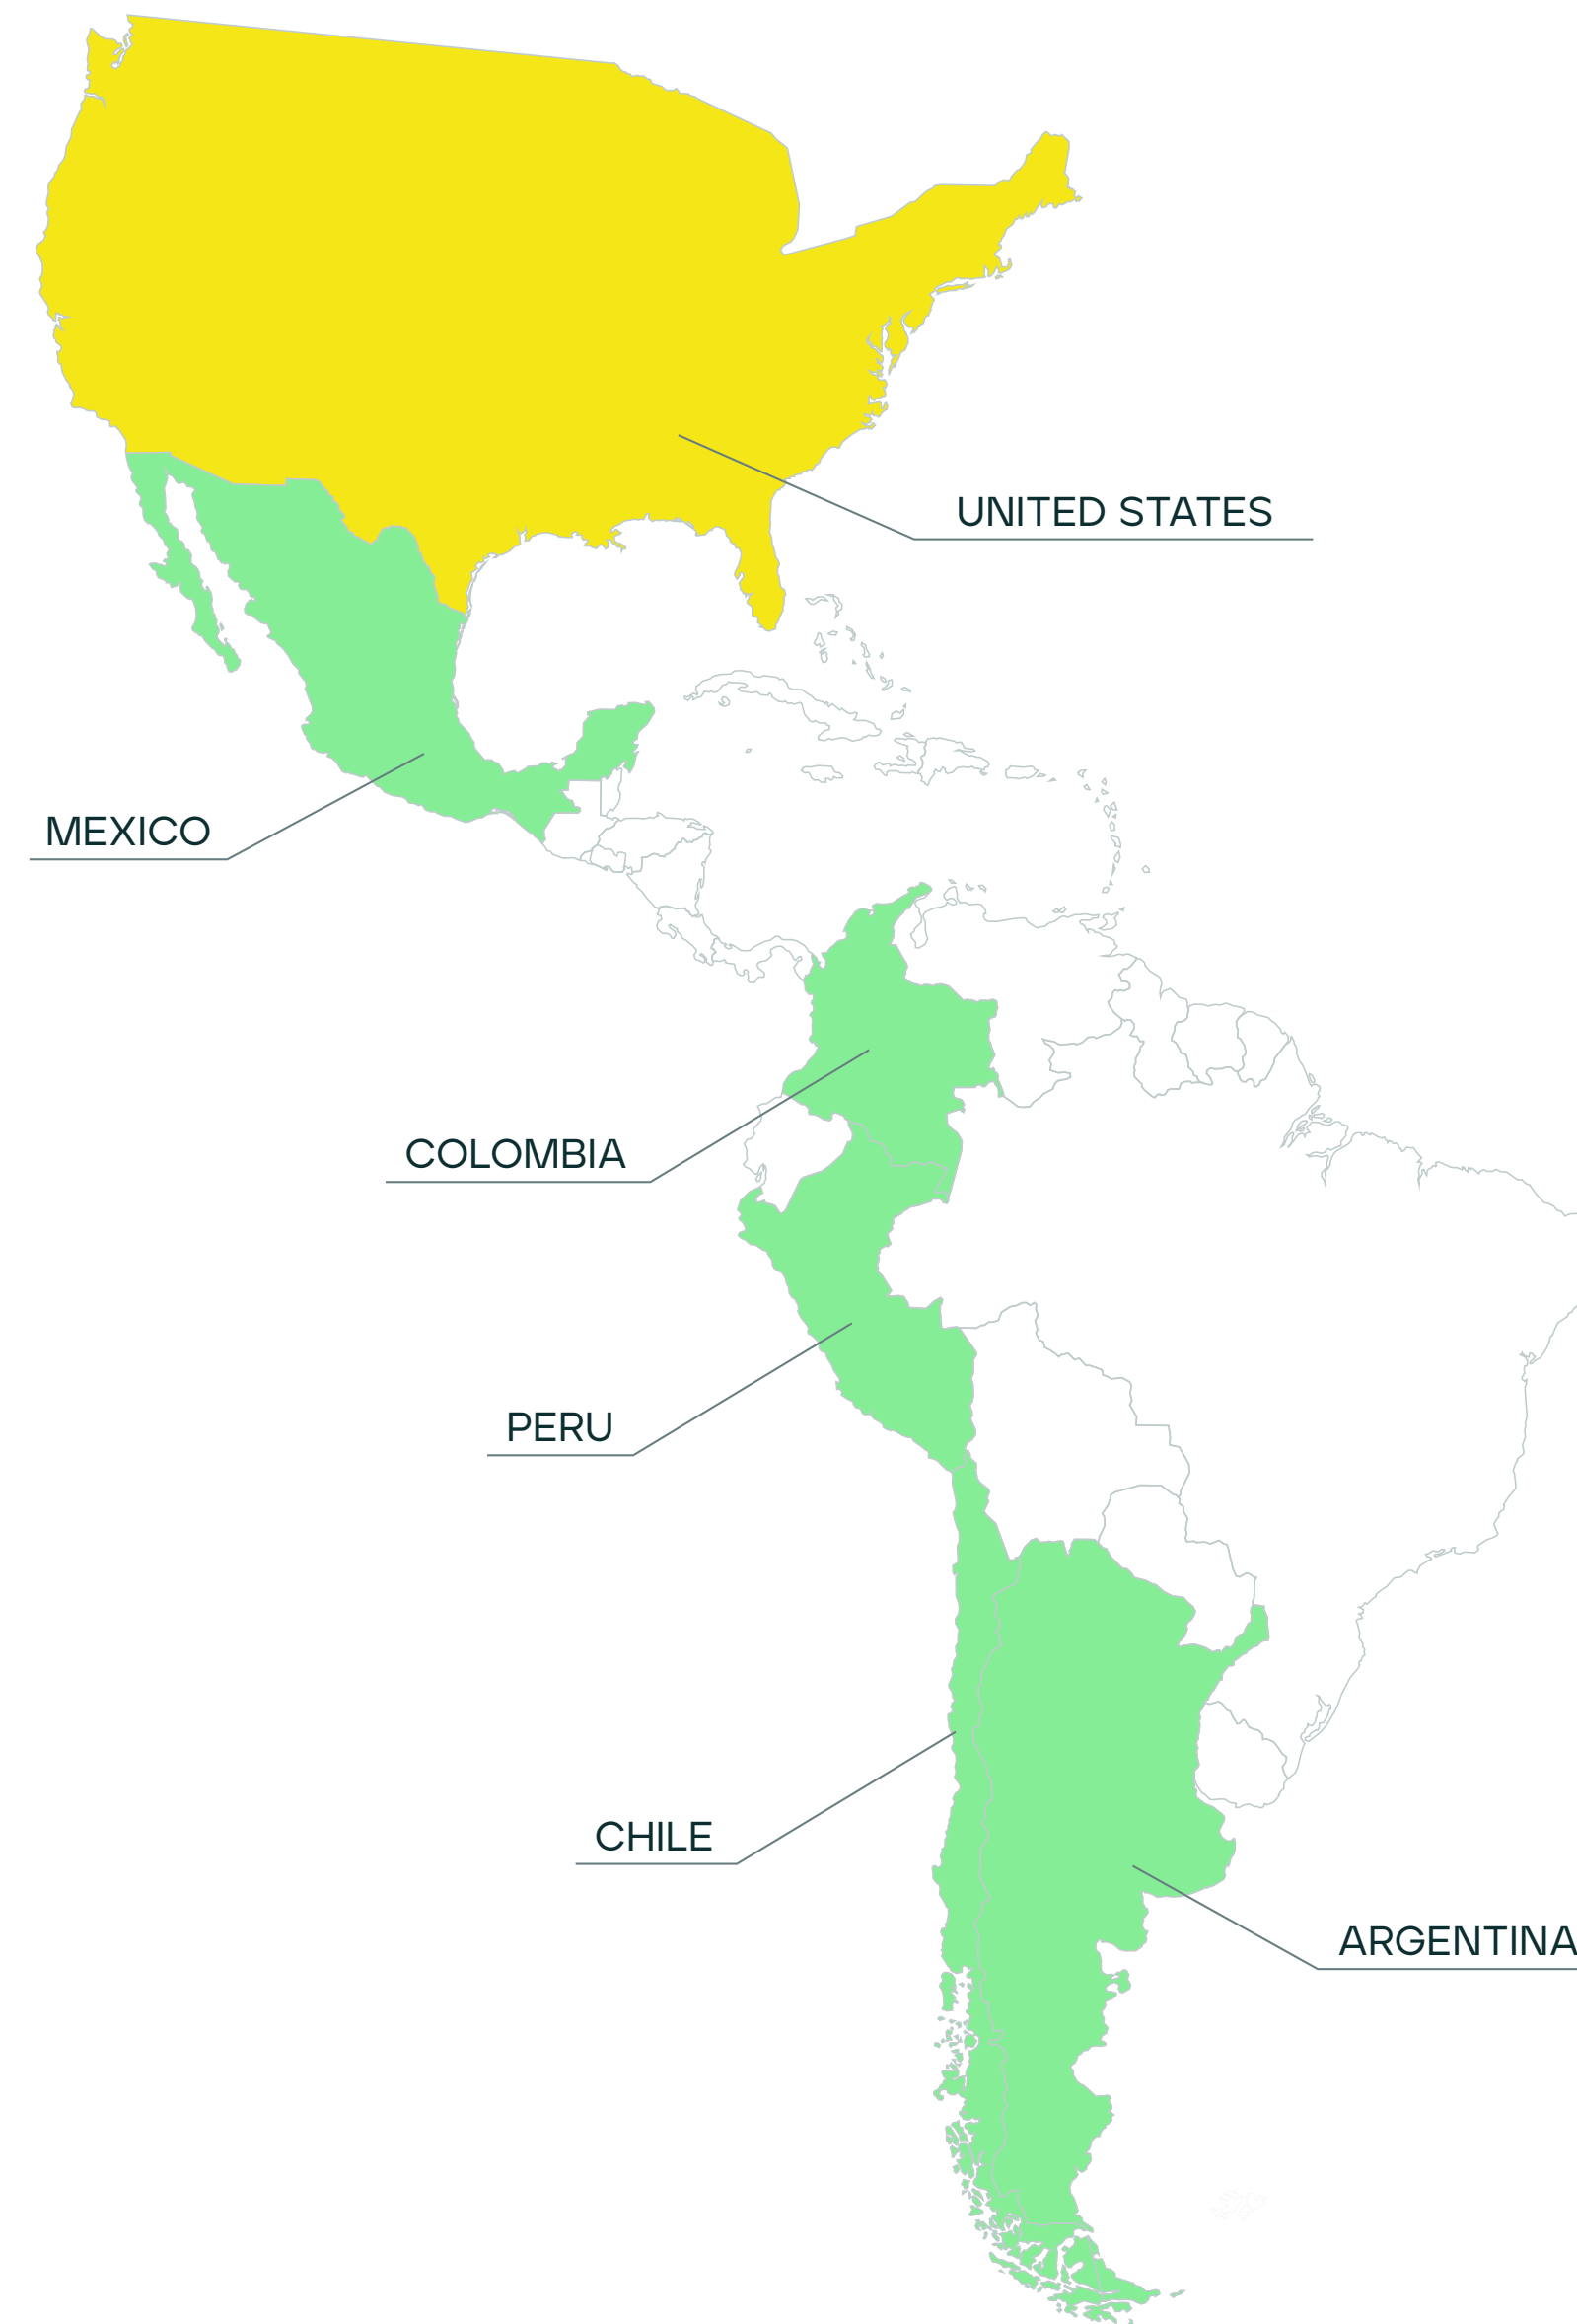 UNITED STATES
MEXICO
COLOMBIA
PERU
CHILE
ARGENTINA